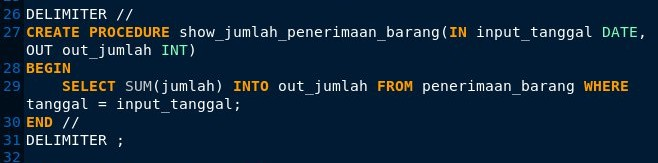 26 DELIMITER //
27 CREATE PROCEDURE show_jumlah_penerimaan_barang(IN input_tanggal DATE,
OUT out_jumlah INT)
28 BEGIN
29     SELECT SUM(jumlah) INTO out_jumlah FROM penerimaan_barang WHERE
tanggal = input_tanggal;
30 END //
31 DELIMITER ;
32